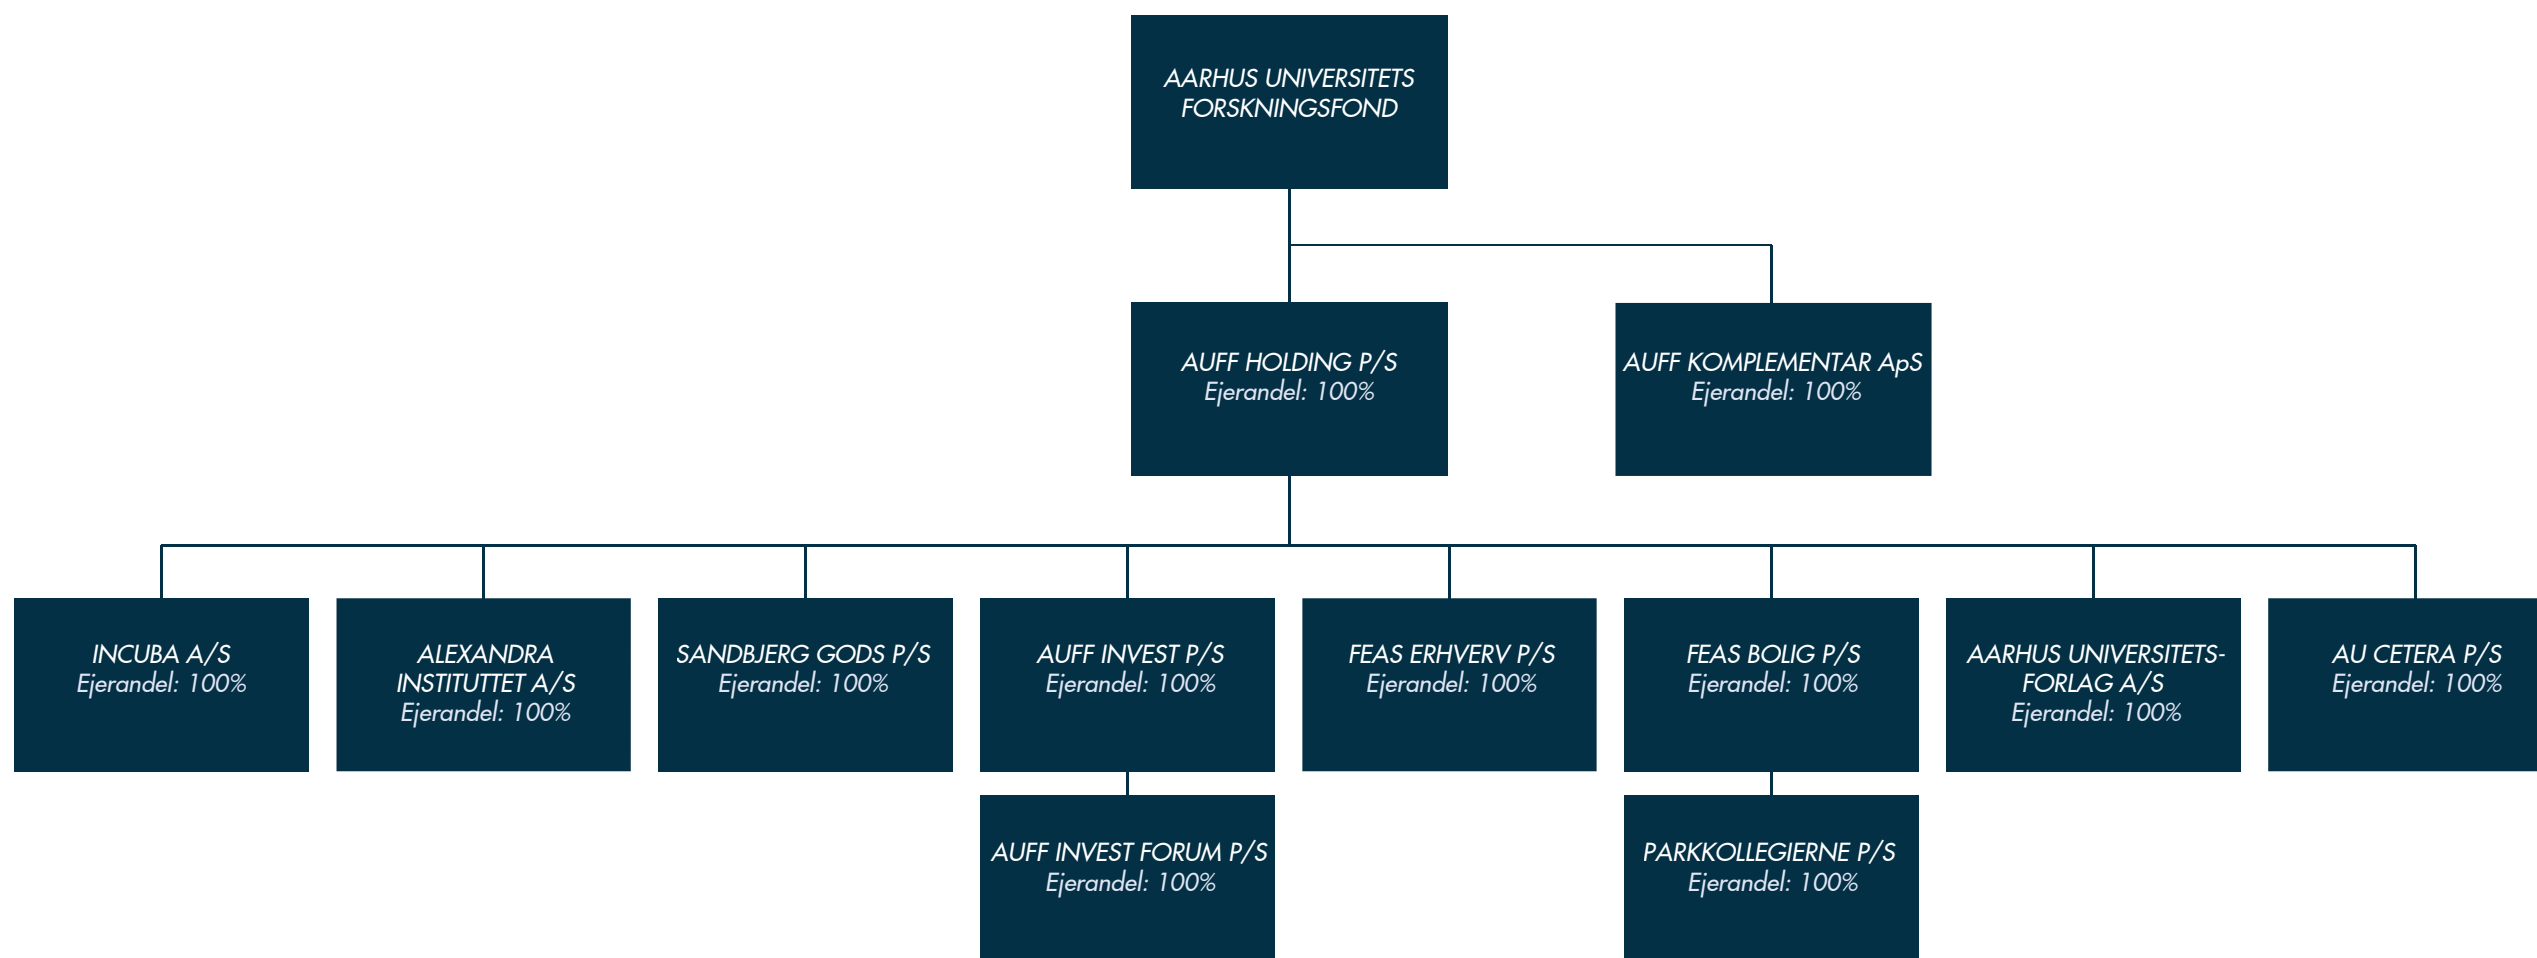 AARHUS UNIVERSITETS
FORSKNINGSFOND
AUFF HOLDING P/S
Ejerandel: 100%
AUFF KOMPLEMENTAR ApS
Ejerandel: 100%
INCUBA A/S
Ejerandel: 100%
ALEXANDRA
INSTITUTTET A/S
Ejerandel: 100%
SANDBJERG GODS P/S
Ejerandel: 100%
AUFF INVEST P/S
Ejerandel: 100%
FEAS ERHVERV P/S
Ejerandel: 100%
FEAS BOLIG P/S
Ejerandel: 100%
AARHUS UNIVERSITETS-
FORLAG A/S
Ejerandel: 100%
AU CETERA P/S
Ejerandel: 100%
AUFF INVEST FORUM P/S
Ejerandel: 100%
PARKKOLLEGIERNE P/S
Ejerandel: 100%